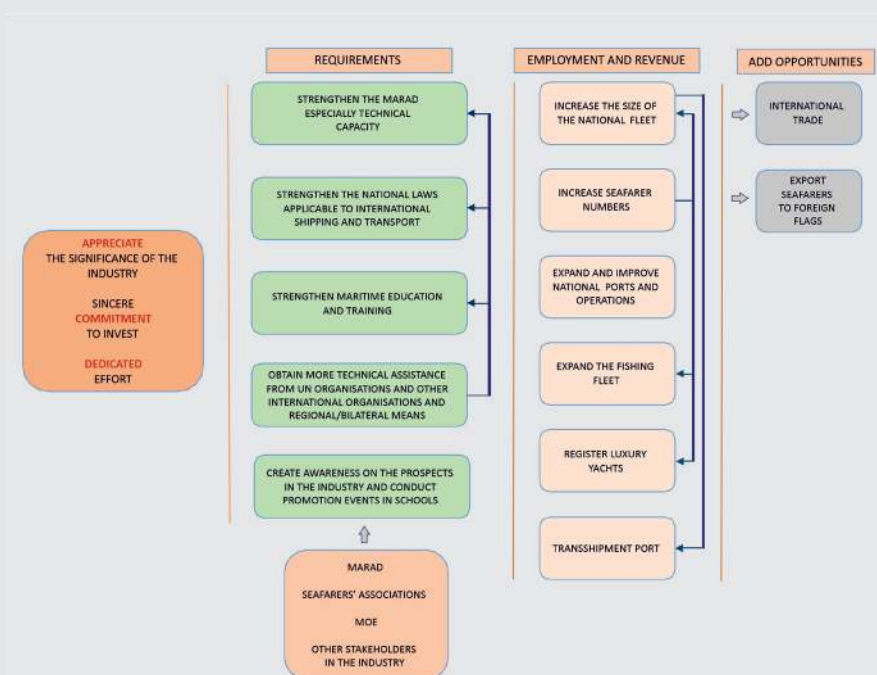 REQUIREMENTS
EMPLOYMENT AND REVENUE
ADD OPPORTUNITIES
APPRECIATE
THE SIGNIFICANCE OF THE
INDUSTRY
SINCERE
COMMITMENT
TO INVEST
DEDICATED
EFFORT
STRENGTHEN THE MARAD
ESPECIALLY TECHNICAL
CAPACITY
STRENGTHEN THE NATIONAL LAWS
APPLICABLE TO INTERNATIONAL
SHIPPING AND TRANSPORT
STRENGTHEN MARITIME EDUCATION
AND TRAINING
OBTAIN MORE TECHNICAL ASSISTANCE
FROM UN ORGANISATIONS AND OTHER
INTERNATIONAL ORGANISATIONS AND
REGIONAL/BILATERAL MEANS
CREATE AWARENESS ON THE PROSPECTS
IN THE INDUSTRY AND CONDUCT
PROMOTION EVENTS IN SCHOOLS
MARAD
SEAFARERS' ASSOCIATIONS
MOE
OTHER STAKEHOLDERS
IN THE INDUSTRY
INCREASE THE SIZE OF
THE NATIONAL FLEET
INCREASE SEAFARER
NUMBERS
EXPAND AND IMPROVE
NATIONAL PORTS AND
OPERATIONS
EXPAND THE FISHING
FLEET
REGISTER LUXURY
YACHTS
TRANSSHIPMENT PORT
INTERNATIONAL
TRADE
EXPORT
SEAFARERS
TO FOREIGN
FLAGS